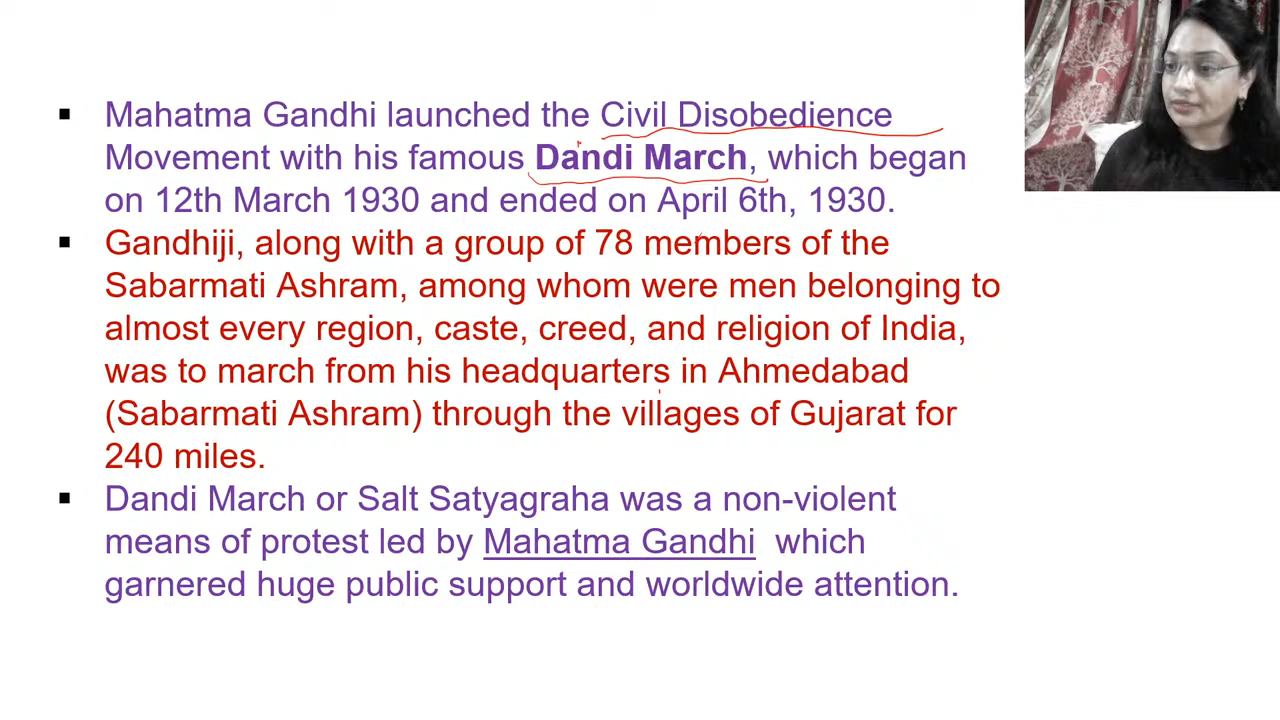 ▪ Mahatma Gandhi launched the Civil Disobedience
Movement with his famous Dandi March, which began
on 12th March 1930 and ended on April 6th, 1930.
▪ Gandhiji, along with a group of 78 members of the
Sabarmati Ashram, among whom were men belonging to
almost every region, caste, creed, and religion of India,
was to march from his headquarters in Ahmedabad
(Sabarmati Ashram) through the villages of Gujarat for
240 miles.
▪ Dandi March or Salt Satyagraha was a non-violent
means of protest led by Mahatma Gandhi which
garnered huge public support and worldwide attention.